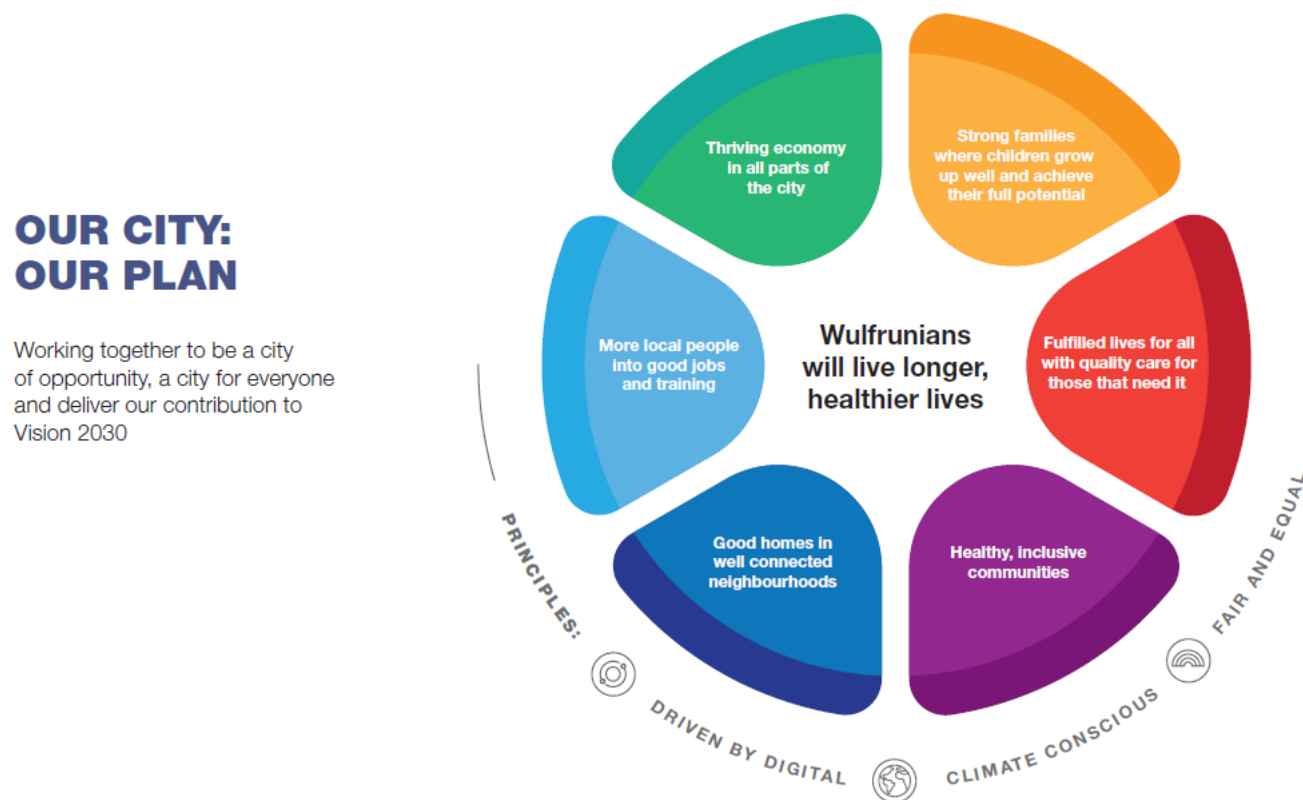 OUR CITY:
OUR PLAN
Working together to be a city
of opportunity, a city for everyone
and deliver our contribution to
Vision 2030
Thriving economy
in all parts of
the city
Strong families
where children grow
up well and achieve
their full potential
More local people
into good jobs
and training
Wulfrunians
will live longer,
healthier lives
Fulfilled lives for all
with quality care for
those that need it
Good homes in
well connected
neighbourhoods
Healthy, inclusive
communities
PRINCIPLES:
DRIVEN BY DIGITAL
CLIMATE CONSCIOUS
FAIR AND EQUAL